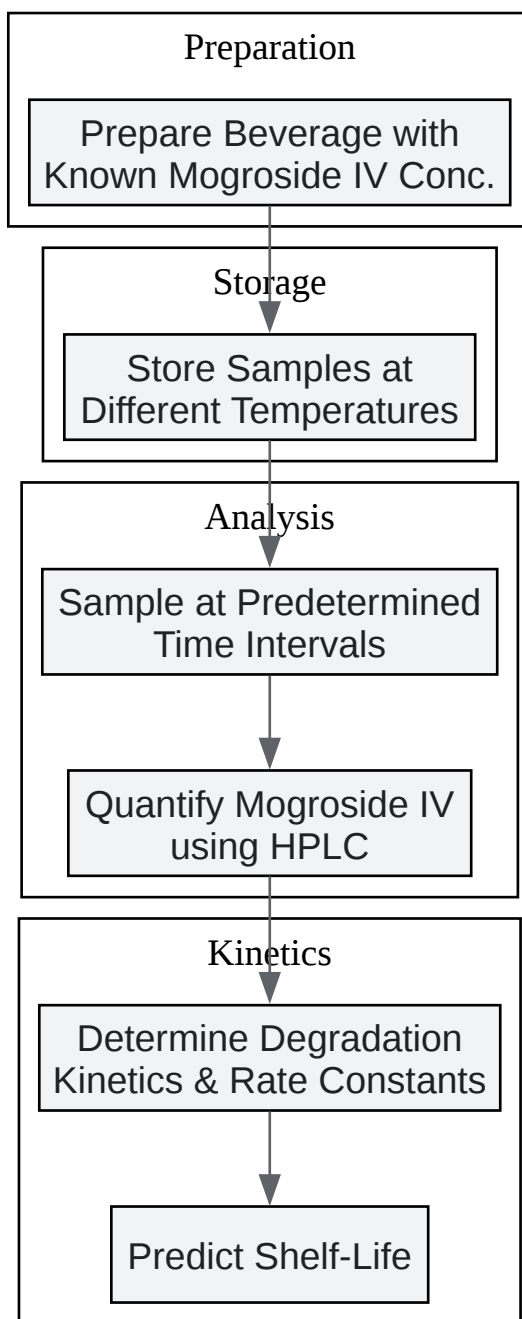 Preparation
Prepare Beverage with
Known Mogroside IV Conc.
Storage
Store Samples at
Different Temperatures
Analysis
Sample at Predetermined
Time Intervals
Quantify Mogroside IV
using HPLC
Kinetics
Determine Degradation
Kinetics & Rate Constants
Predict Shelf-Life